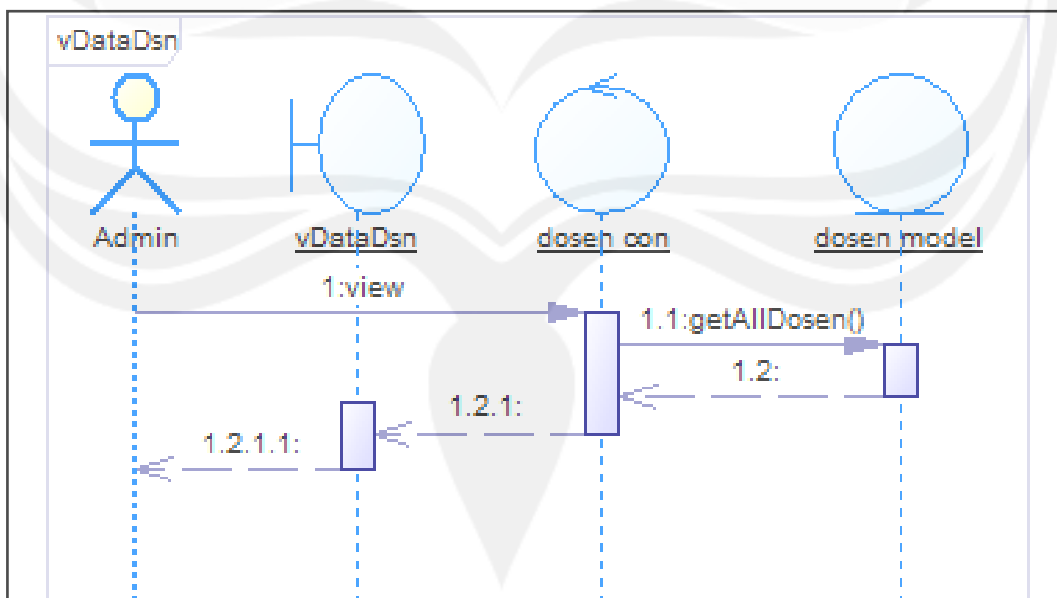 vDataDsn
Admin
vDataDsn
dosen con
dosen model
1:view
1.1:getAllDosen()
1.2:
1.2.1:
1.2.1.1: